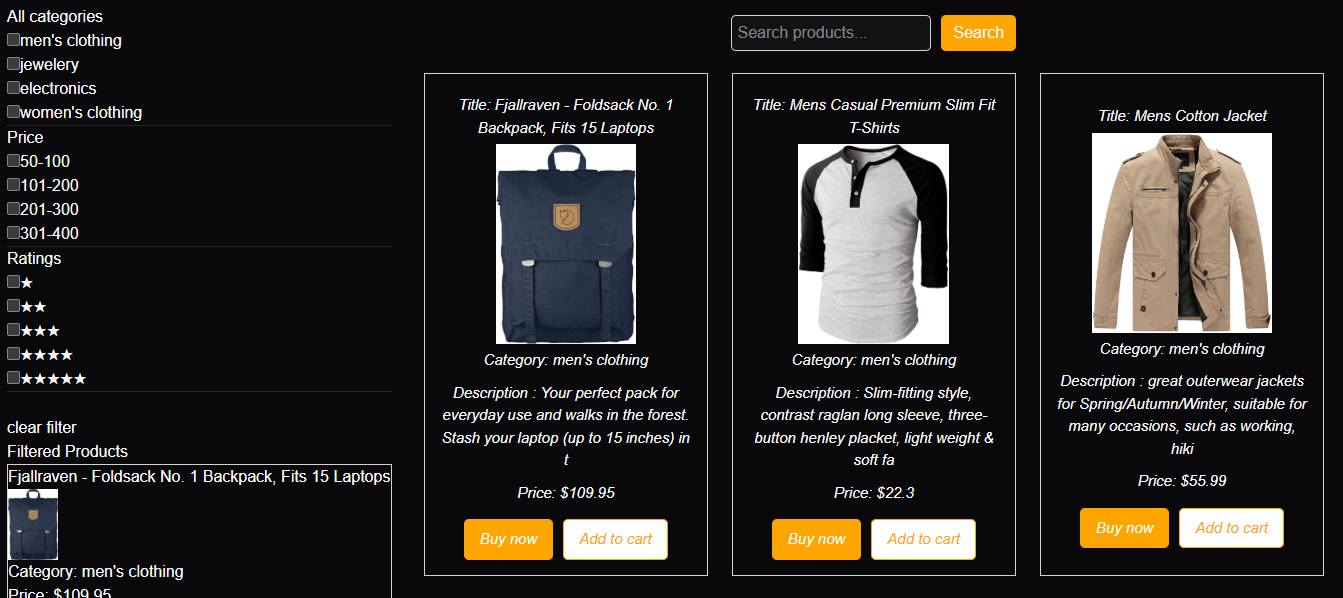 All categories
men's clothing
jewelery
electronics
women's clothing
Price
50-100
101-200
201-300
301-400
Ratings
★
★★
★★★
★★★★
★★★★★
clear filter
Filtered Products
Fjallraven - Foldsack No. 1 Backpack, Fits 15 Laptops
Category: men's clothing
Price: $109.95
Search products...
Search
Title: Fjallraven - Foldsack No. 1
Backpack, Fits 15 Laptops
Category: men's clothing
Description : Your perfect pack for
everyday use and walks in the forest.
Stash your laptop (up to 15 inches) in
t
Price: $109.95
Buy now
Add to cart
Title: Mens Casual Premium Slim Fit
T-Shirts
Category: men's clothing
Description : Slim-fitting style,
contrast raglan long sleeve, three-
button henley placket, light weight &
soft fa
Price: $22.3
Buy now
Add to cart
Title: Mens Cotton Jacket
Category: men's clothing
Description : great outerwear jackets
for Spring/Autumn/Winter, suitable for
many occasions, such as working,
hiki
Price: $55.99
Buy now
Add to cart